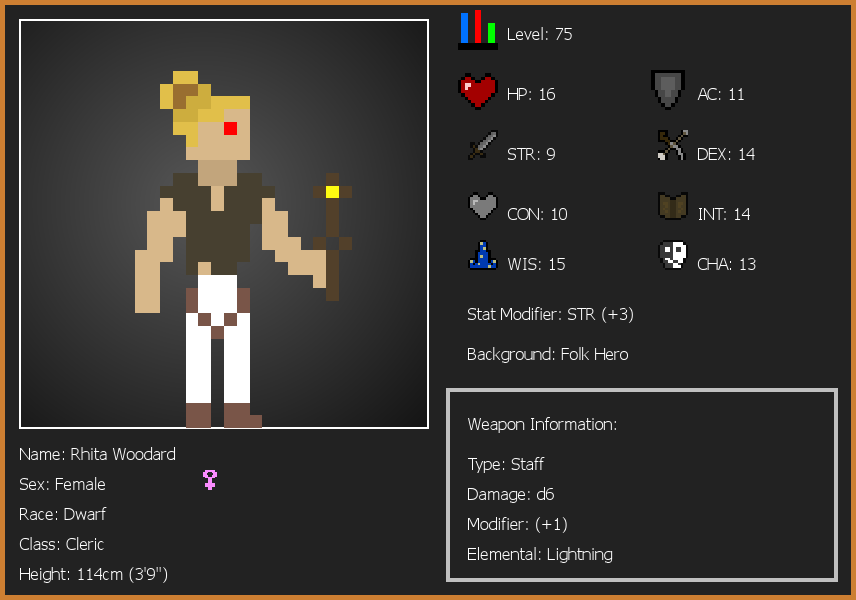 Level: 75
HP: 16
AC: 11
STR: 9
DEX: 14
CON: 10
INT: 14
WIS: 15
CHA: 13
Stat Modifier: STR (+3)
Background: Folk Hero
Weapon Information:
Type: Staff
Damage: d6
Modifier: (+1)
Elemental: Lightning
Name: Rhita Woodard
Sex: Female
Race: Dwarf
Class: Cleric
Height: 114cm (3'9")